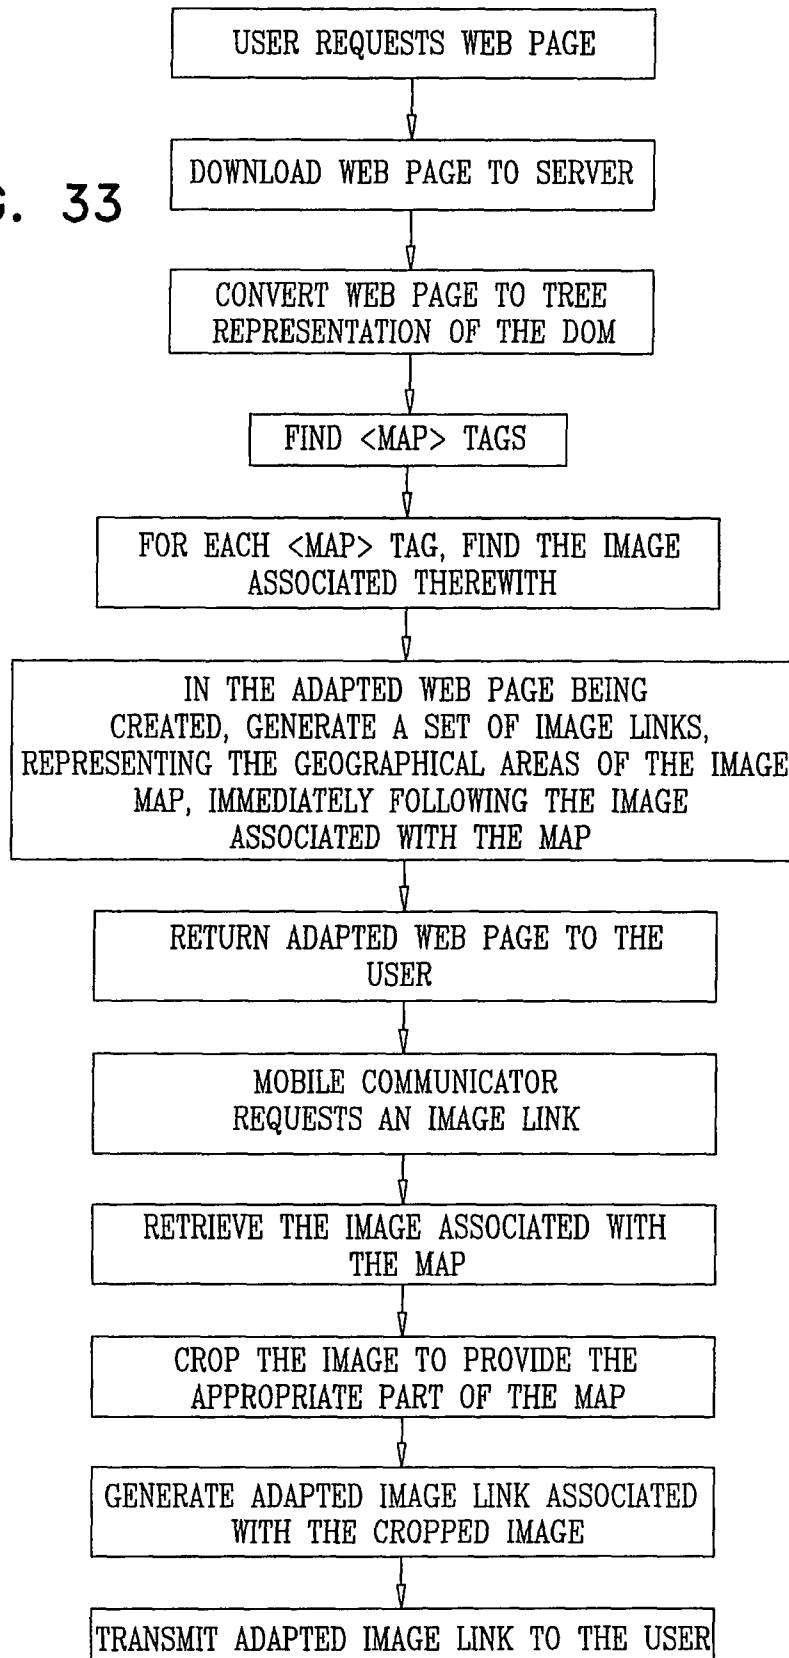 USER REQUESTS WEB PAGE
DOWNLOAD WEB PAGE TO SERVER
. 33
CONVERT WEB PAGE TO TREE
REPRESENTATION OF THE DOM
FIND <MAP> TAGS
FOR EACH <MAP> TAG, FIND THE IMAGE
ASSOCIATED THEREWITH
IN THE ADAPTED WEB PAGE BEING
CREATED, GENERATE A SET OF IMAGE LINKS,
REPRESENTING THE GEOGRAPHICAL AREAS OF THE IMAGE
MAP, IMMEDIATELY FOLLOWING THE IMAGE
ASSOCIATED WITH THE MAP
RETURN ADAPTED WEB PAGE TO THE
USER
MOBILE COMMUNICATOR
REQUESTS AN IMAGE LINK
RETRIEVE THE IMAGE ASSOCIATED WITH
THE MAP
CROP THE IMAGE TO PROVIDE THE
APPROPRIATE PART OF THE MAP
GENERATE ADAPTED IMAGE LINK ASSOCIATED
WITH THE CROPPED IMAGE
TRANSMIT ADAPTED IMAGE LINK TO THE USER